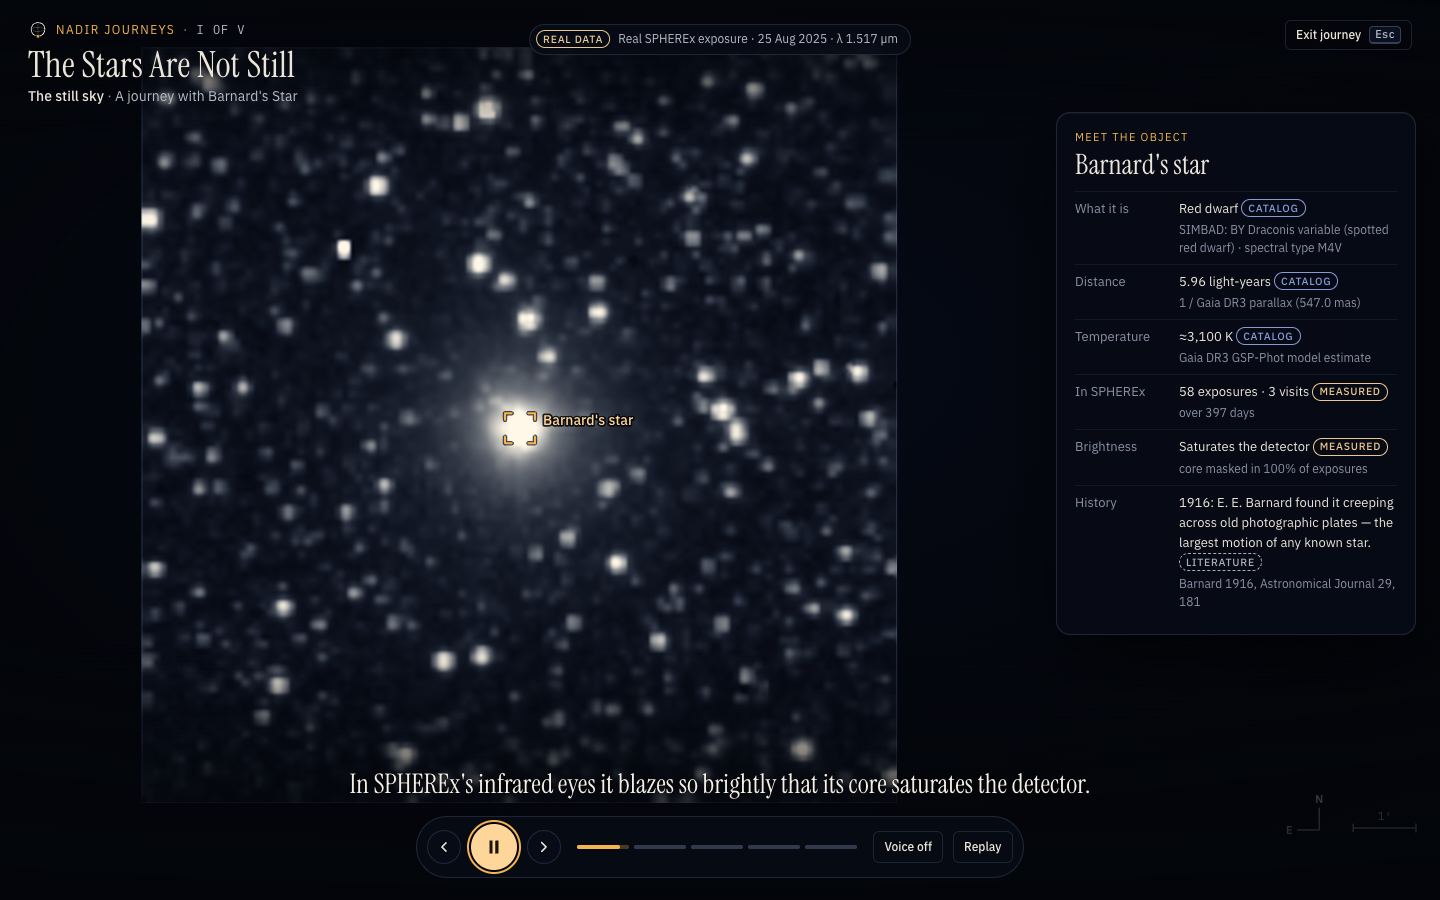 NADIR JOURNEYS · I OF V
The Stars Are Not Still
The still sky · A journey with Barnard's Star
REAL DATA Real SPHEREx exposure · 25 Aug 2025 · λ 1.517 µm
Exit journey Esc
MEET THE OBJECT
Barnard's star
What it is Red dwarf CATALOG
SIMBAD: BY Draconis variable (spotted
red dwarf) · spectral type M4V
Distance 5.96 light-years CATALOG
1 / Gaia DR3 parallax (547.0 mas)
Temperature ≈3,100 K CATALOG
Gaia DR3 GSP-Phot model estimate
In SPHEREx 58 exposures · 3 visits MEASURED
over 397 days
Brightness Saturates the detector MEASURED
core masked in 100% of exposures
History 1916: E. E. Barnard found it creeping
across old photographic plates — the
largest motion of any known star.
LITERATURE
Barnard 1916, Astronomical Journal 29,
181
Barnard's star
In SPHEREx's infrared eyes it blazes so brightly that its core saturates the detector.
N
E
1'
Voice off
Replay